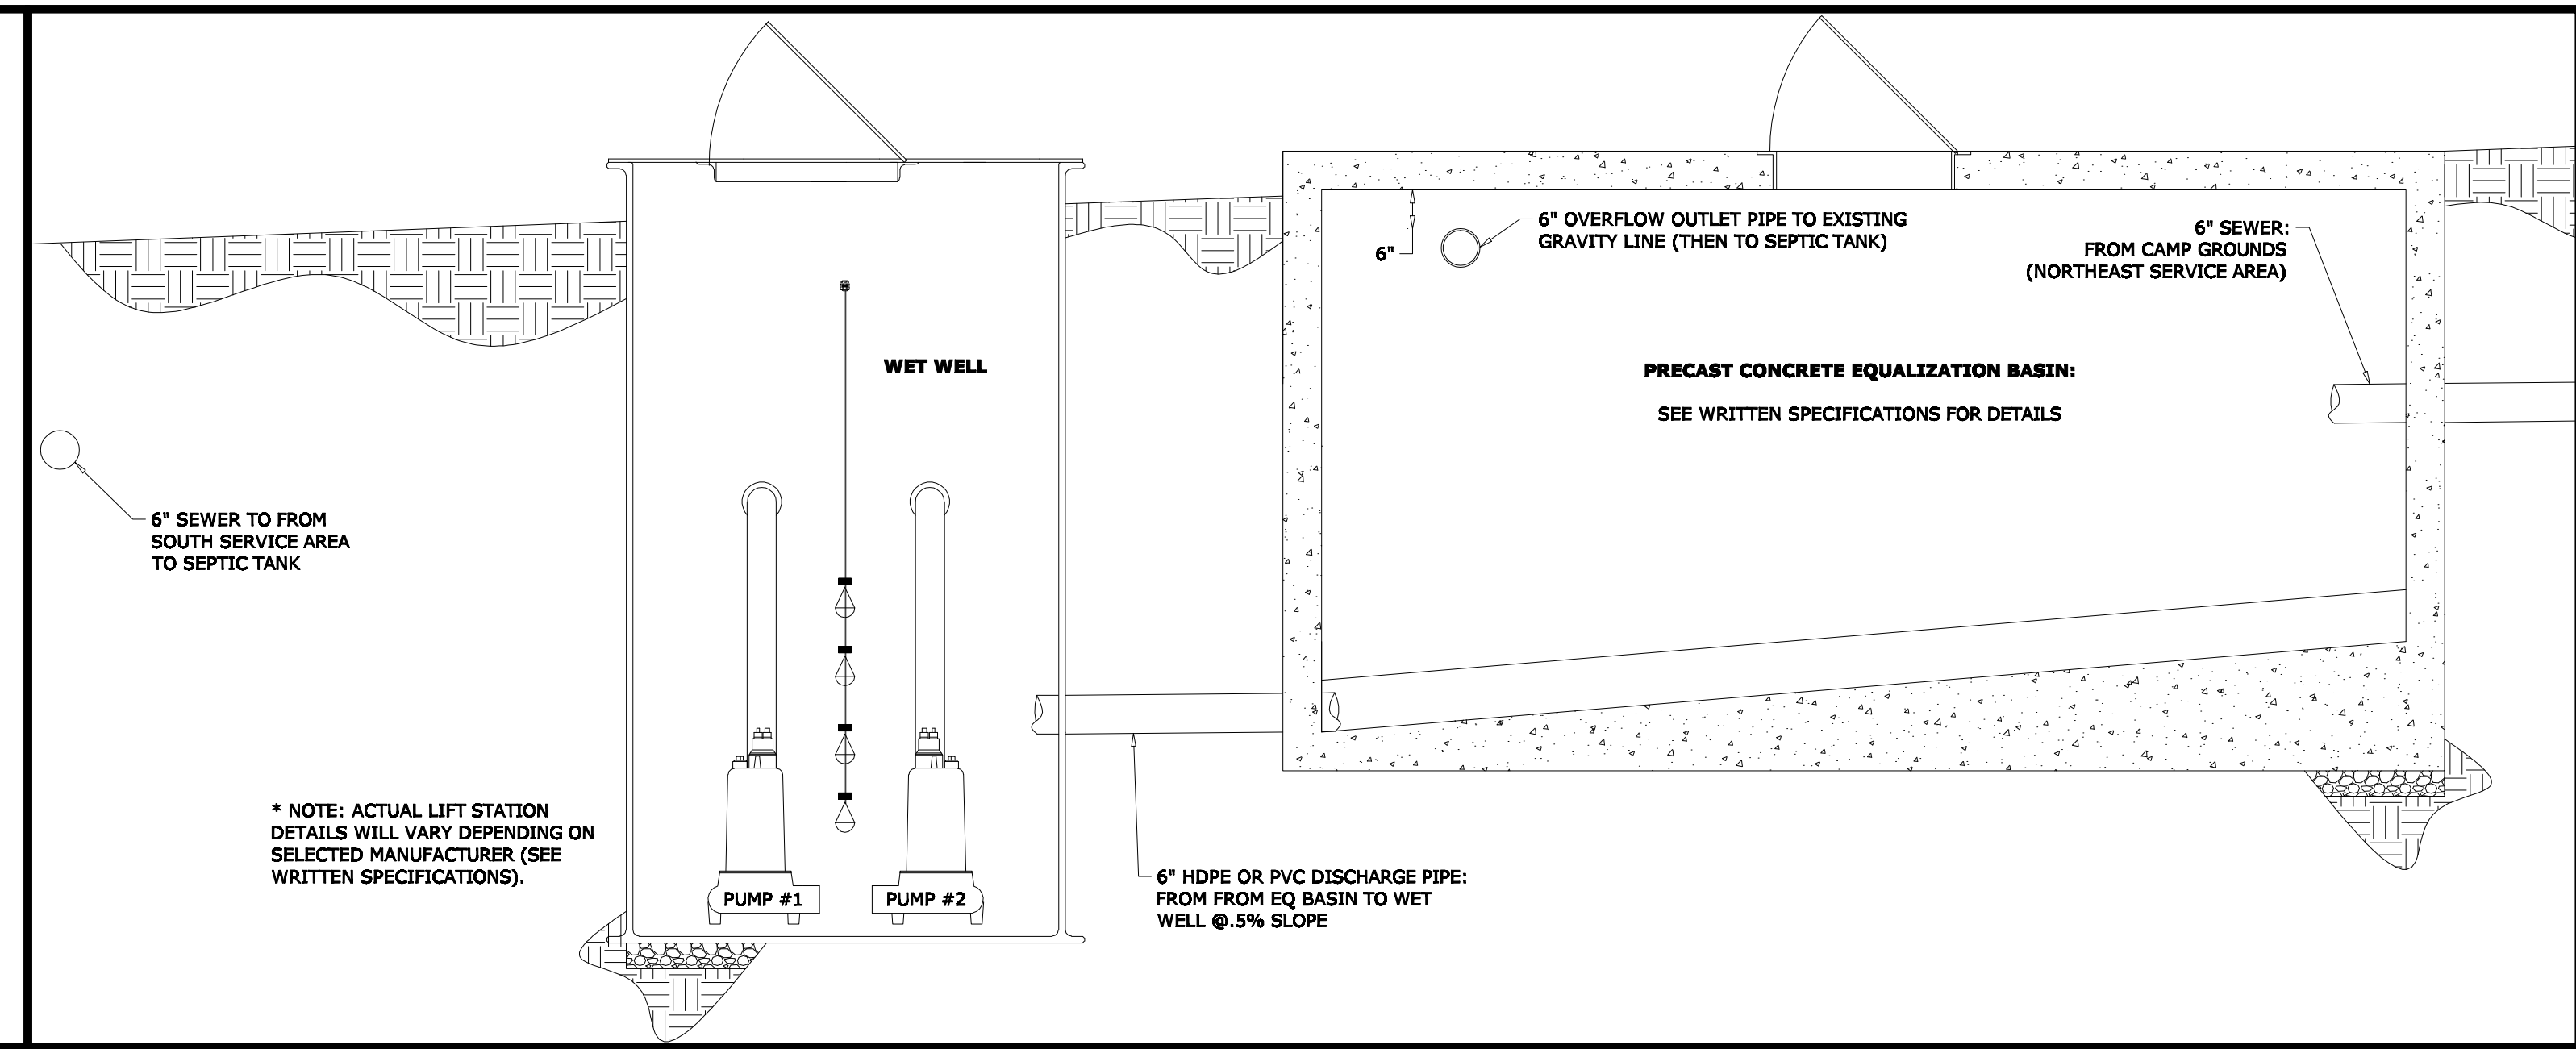 6" OVERFLOW OUTLET PIPE TO EXISTING
GRAVITY LINE (THEN TO SEPTIC TANK)
6"
6" SEWER:
FROM CAMP GROUNDS
(NORTHEAST SERVICE AREA)
WET WELL
PRECAST CONCRETE EQUALIZATION BASIN:
SEE WRITTEN SPECIFICATIONS FOR DETAILS
6" SEWER TO FROM
SOUTH SERVICE AREA
TO SEPTIC TANK
* NOTE: ACTUAL LIFT STATION
DETAILS WILL VARY DEPENDING ON
SELECTED MANUFACTURER (SEE
WRITTEN SPECIFICATIONS).
PUMP #1
PUMP #2
6" HDPE OR PVC DISCHARGE PIPE:
FROM FROM EQ BASIN TO WET
WELL @.5% SLOPE